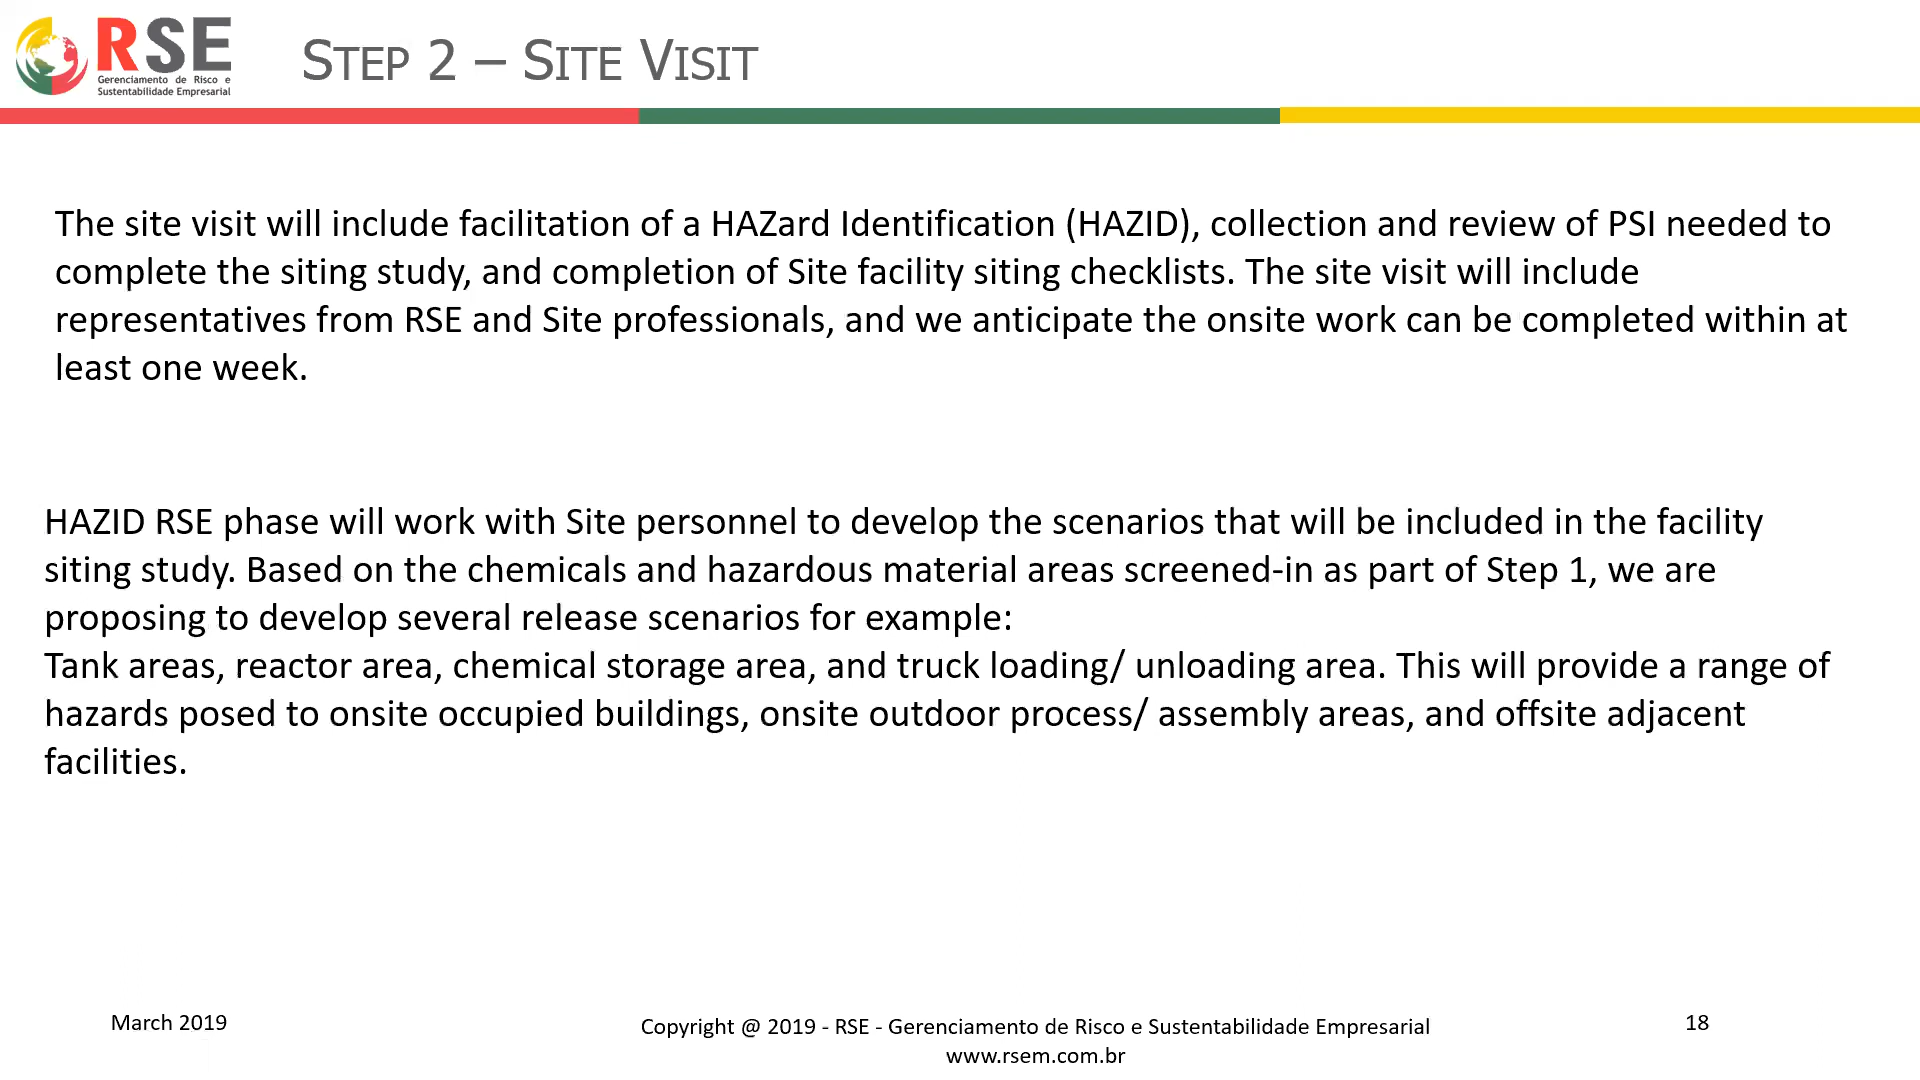 RSE
Gerenciamento de Risco e
Sustentabilidade Empresarial
STEP 2 – SITE VISIT
The site visit will include facilitation of a HAZard Identification (HAZID), collection and review of PSI needed to
complete the siting study, and completion of Site facility siting checklists. The site visit will include
representatives from RSE and Site professionals, and we anticipate the onsite work can be completed within at
least one week.
HAZID RSE phase will work with Site personnel to develop the scenarios that will be included in the facility
siting study. Based on the chemicals and hazardous material areas screened-in as part of Step 1, we are
proposing to develop several release scenarios for example:
Tank areas, reactor area, chemical storage area, and truck loading/ unloading area. This will provide a range of
hazards posed to onsite occupied buildings, onsite outdoor process/ assembly areas, and offsite adjacent
facilities.
March 2019
Copyright @ 2019 - RSE - Gerenciamento de Risco e Sustentabilidade Empresarial
www.rsem.com.br
18